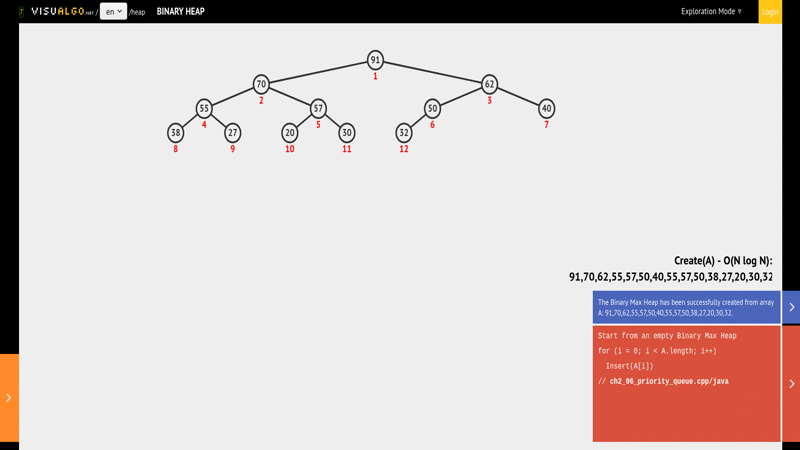 7 VISUALGO.NET / en /heap BINARY HEAP Exploration Mode ▿ Login
91
1
70 62
2 3
55 57 50 40
4 5 6 7
38 27 20 30 32
8 9 10 11 12
Create(A) - O(N log N):
91,70,62,55,57,50,40,55,57,50,38,27,20,30,32
The Binary Max Heap has been successfully created from array
A: 91,70,62,55,57,50,40,55,57,50,38,27,20,30,32.
Start from an empty Binary Max Heap
for (i = 0; i < A.length; i++)
Insert(A[i])
// ch2_06_priority_queue.cpp/java